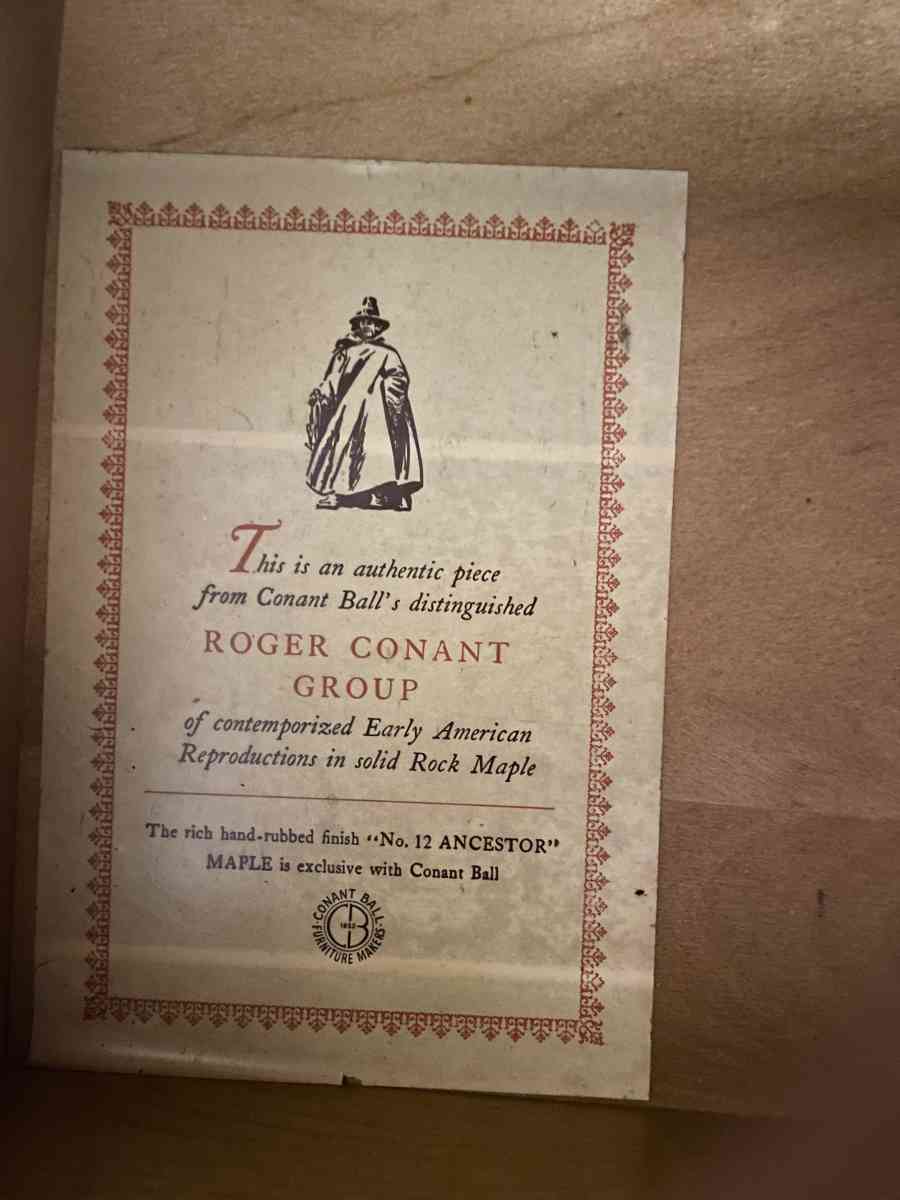 This is an authentic piece
from Conant Ball's distinguished
ROGER CONANT
GROUP
of contemporized Early American
Reproductions in solid Rock Maple
The rich hand-rubbed finish “No. 12 ANCESTOR”
MAPLE is exclusive with Conant Ball
CONANT BALL
CB
FURNITURE MAKERS